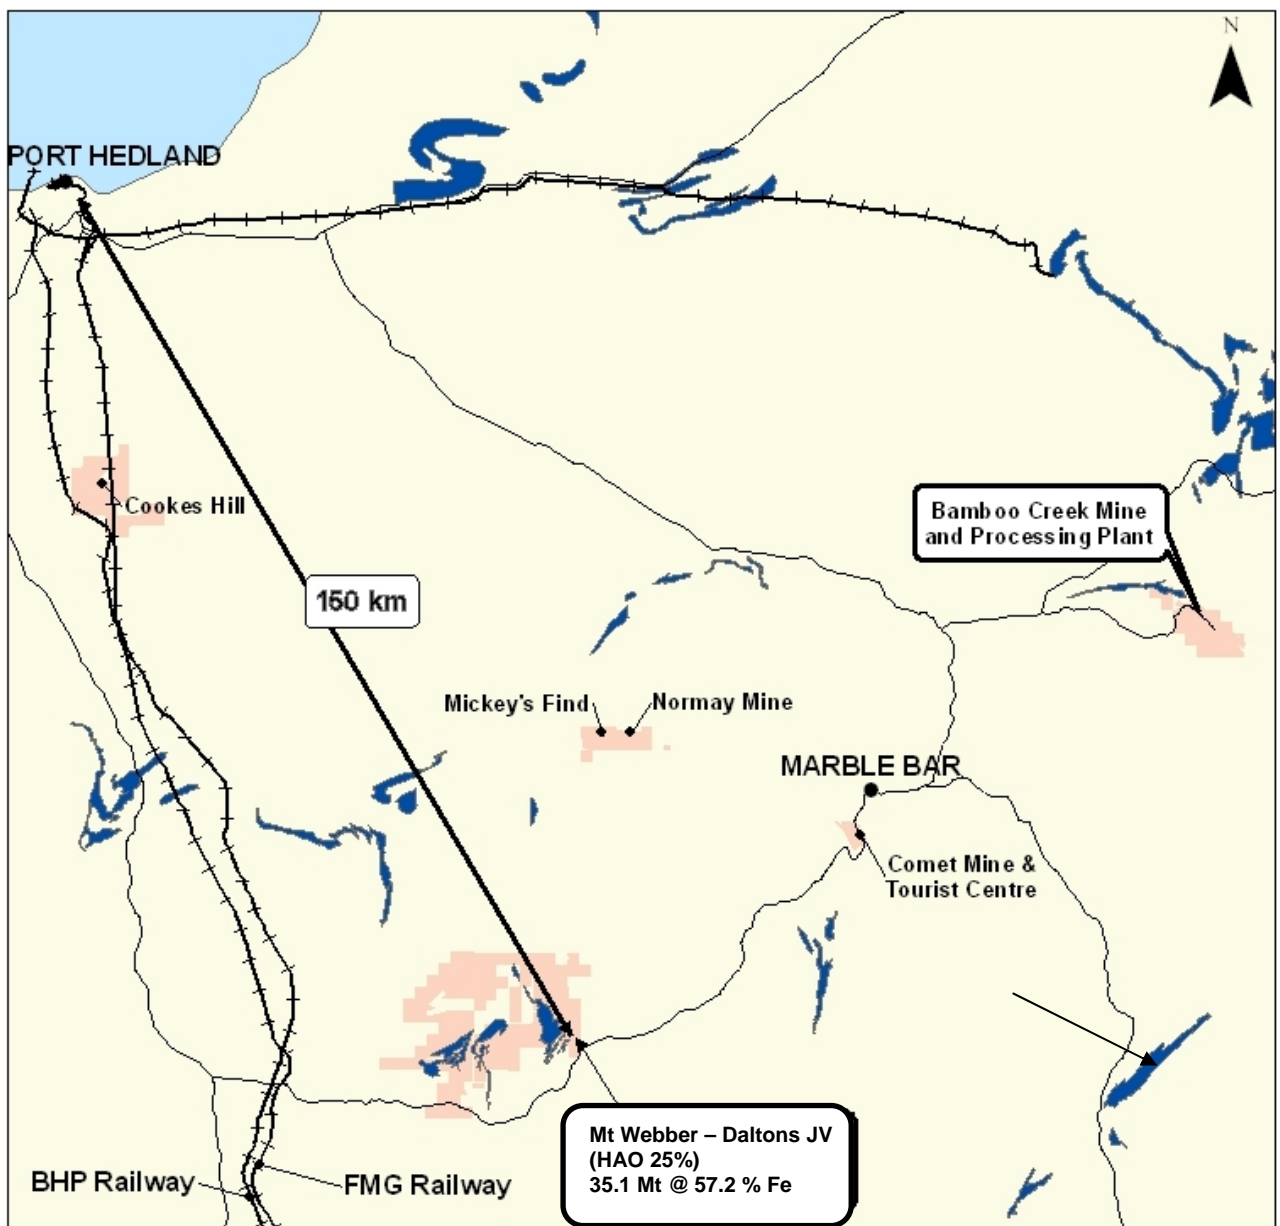 N
PORT HEDLAND
Cookes Hill
Bamboo Creek Mine
and Processing Plant
150 km
Mickey's Find
Normay Mine
MARBLE BAR
Comet Mine &
Tourist Centre
Mt Webber – Daltons JV
(HAO 25%)
35.1 Mt @ 57.2 % Fe
BHP Railway
FMG Railway